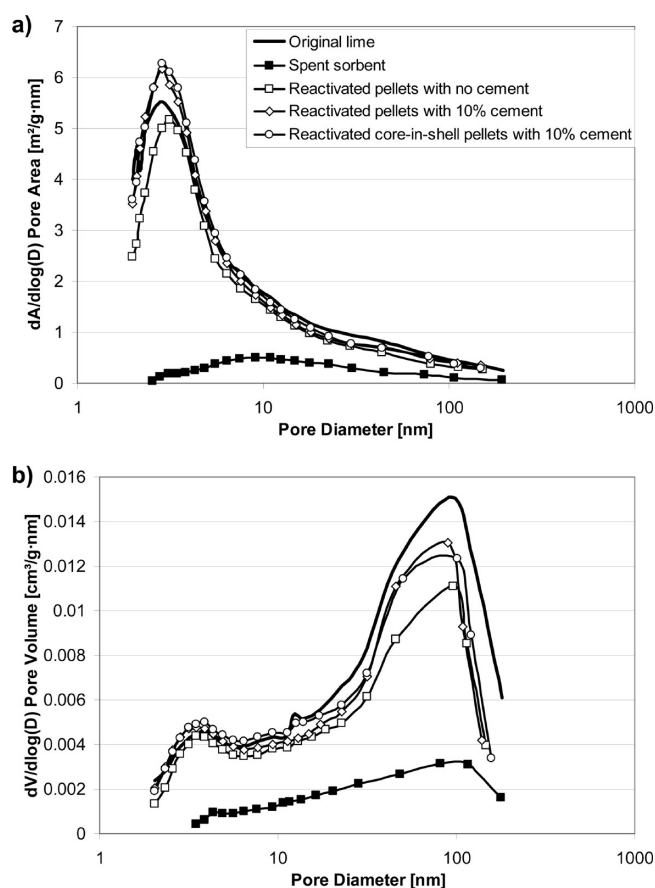 a)
7
6
5
4
3
2
1
0
dA/dlog(D) Pore Area [m²/g·nm]
Original lime
Spent sorbent
Reactivated pellets with no cement
Reactivated pellets with 10% cement
Reactivated core-in-shell pellets with 10% cement
1 10 100 1000
Pore Diameter [nm]
b)
0.016
0.014
0.012
0.01
0.008
0.006
0.004
0.002
0
dV/dlog(D) Pore Volume [cm³/g·nm]
1 10 100 1000
Pore Diameter [nm]